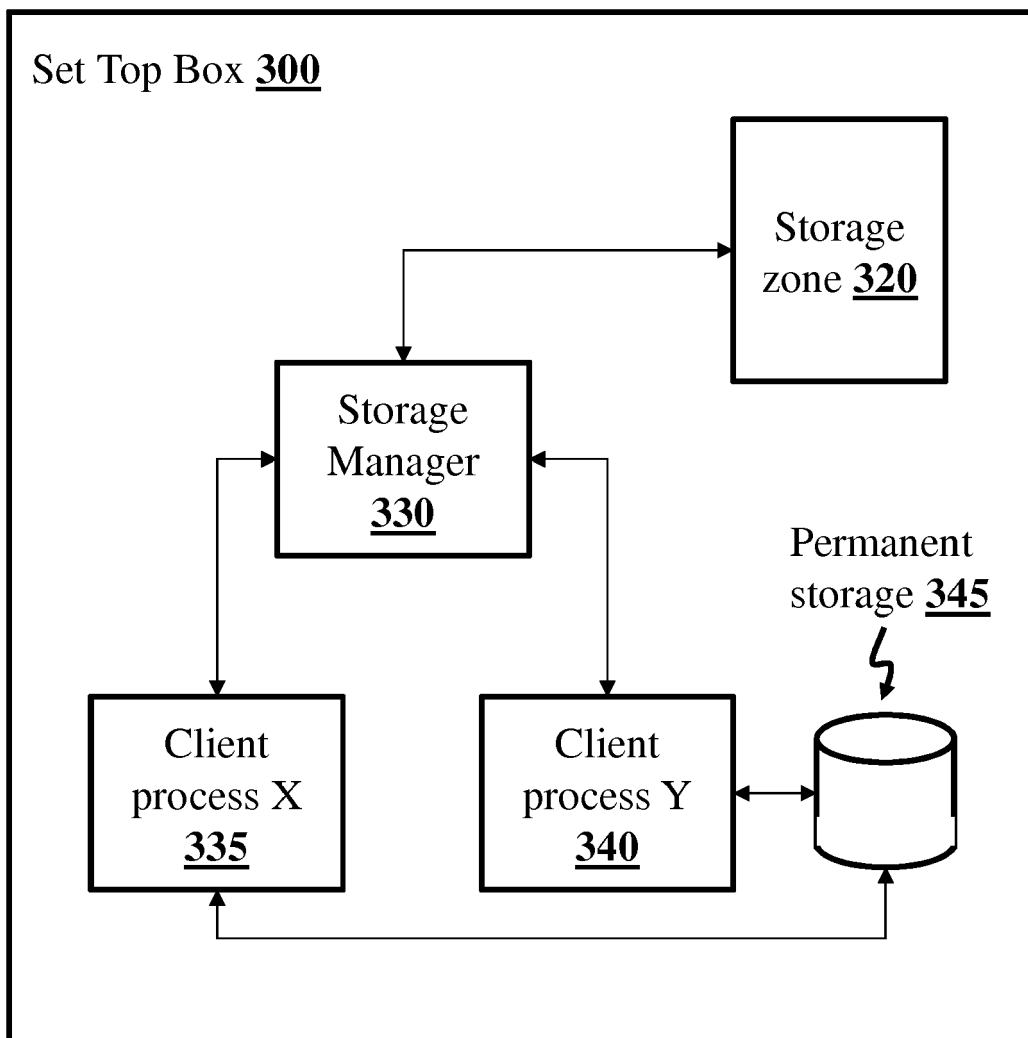 Set Top Box 300
Storage
zone 320
Storage
Manager
330
Permanent
storage 345
Client
process X
335
Client
process Y
340